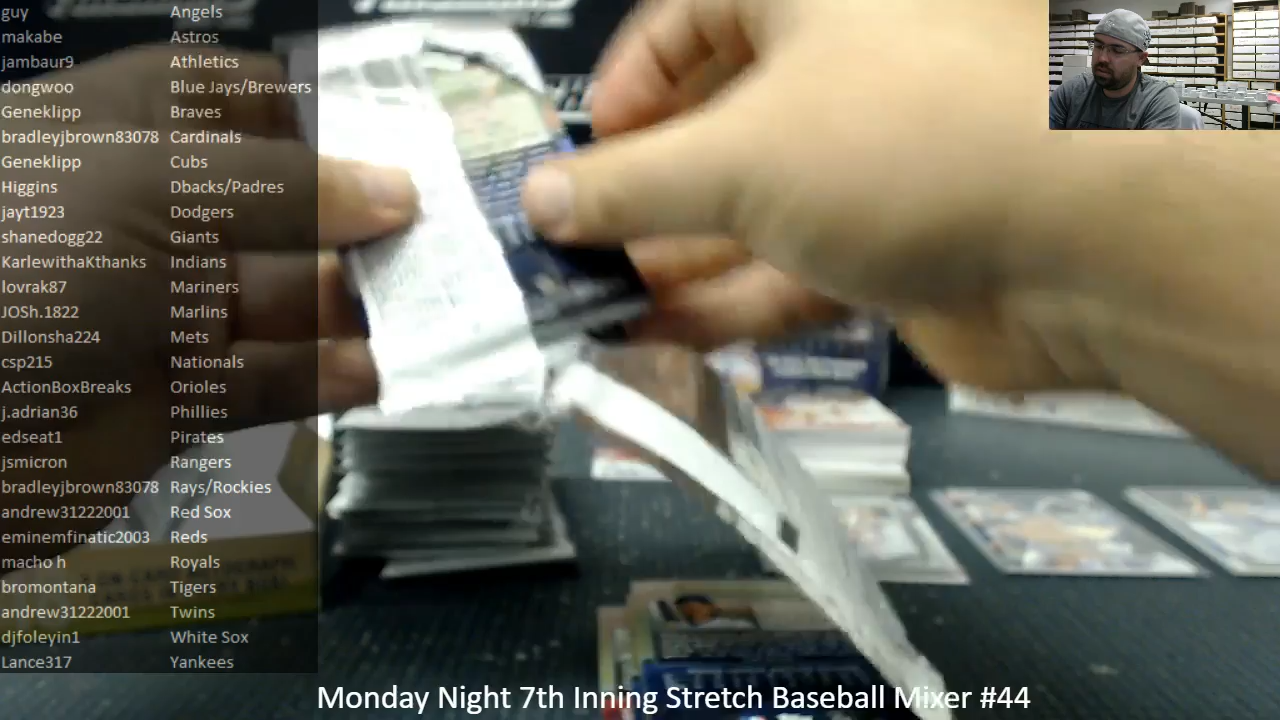 guy Angels
makabe Astros
jambaur9 Athletics
dongwoo Blue Jays/Brewers
Geneklipp Braves
bradleyjbrown83078 Cardinals
Geneklipp Cubs
Higgins Dbacks/Padres
jayt1923 Dodgers
shanedogg22 Giants
KarlewithaKthanks Indians
lovrak87 Mariners
JOSh.1822 Marlins
Dillonsha224 Mets
csp215 Nationals
ActionBoxBreaks Orioles
j.adrian36 Phillies
edseat1 Pirates
jsmicron Rangers
bradleyjbrown83078 Rays/Rockies
andrew31222001 Red Sox
eminemfinatic2003 Reds
macho h Royals
bromontana Tigers
andrew31222001 Twins
djfoleyin1 White Sox
Lance317 Yankees
Monday Night 7th Inning Stretch Baseball Mixer #44